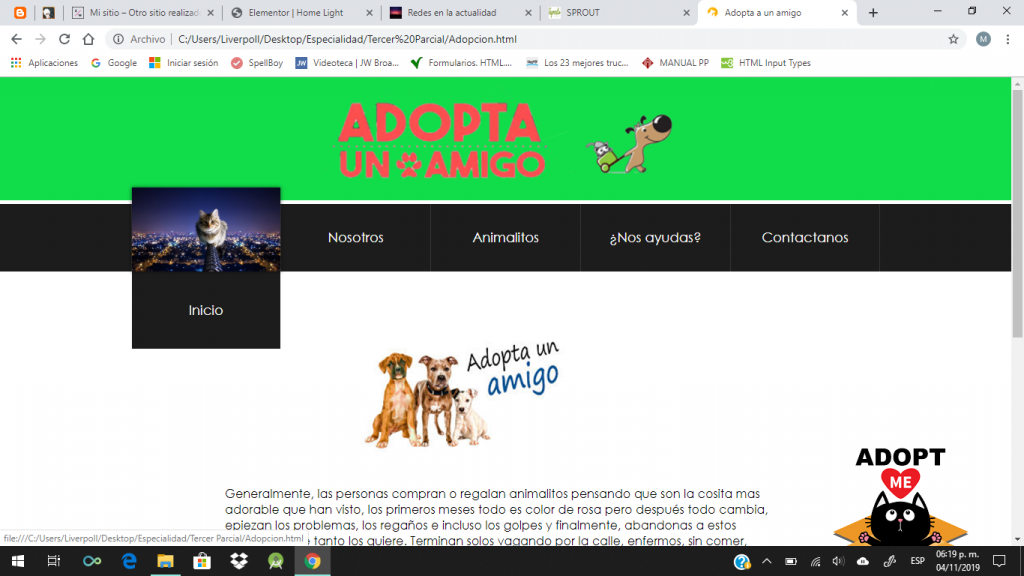 Mi sitio – Otro sitio realizad
Elementor | Home Light
Redes en la actualidad
SPROUT
Adopta a un amigo
Archivo | C:/Users/Liverpoll/Desktop/Especialidad/Tercer%20Parcial/Adopcion.html
M
Aplicaciones
Google
Iniciar sesión
SpellBoy
JW
Videoteca | JW Broa...
Formularios. HTML....
Los 23 mejores truc...
MANUAL PP
HTML Input Types
ADOPTA
UN AMIGO
Nosotros
Animalitos
¿Nos ayudas?
Contactanos
Inicio
Adopta un
amigo
ADOPT
ME
Generalmente, las personas compran o regalan animalitos pensando que son la cosita mas
adorable que han visto, los primeros meses todo es color de rosa pero después todo cambia,
epiezan los problemas, los regaños e incluso los golpes y finalmente, abandonas a estos
tanto los quiere. Terminan solos vagando por la calle, enfermos, sin comer,
file:///C:/Users/Liverpoll/Desktop/Especialidad/Tercer Parcial/Adopcion.html
ESP
06:19 p. m.
04/11/2019